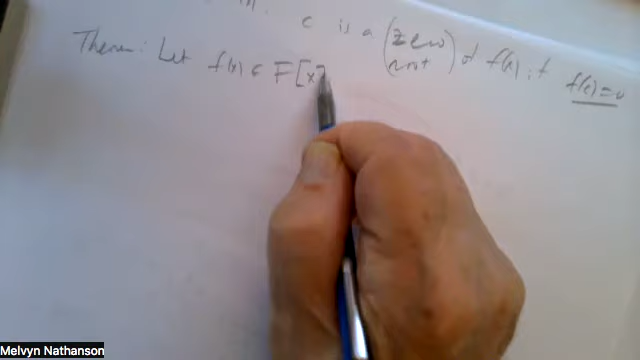 c is a (zero root) of f(x) if f(c)=0
Theorem: Let f(x) ∈ F[x]
Melvyn Nathanson